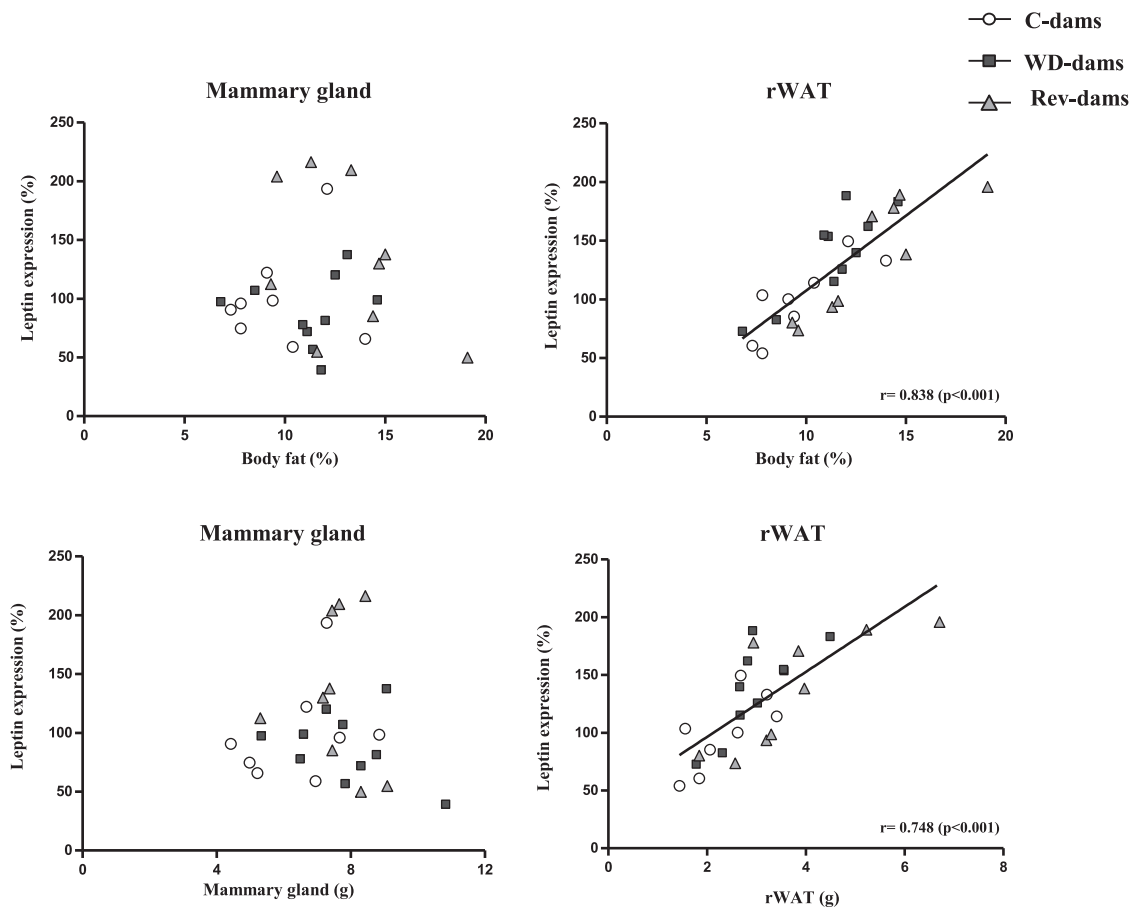 C-dams
WD-dams
Rev-dams
Mammary gland
250
200
150
100
50
0
Leptin expression (%)
0
5
10
15
20
Body fat (%)
rWAT
250
200
150
100
50
0
Leptin expression (%)
r= 0.838 (p<0.001)
0
5
10
15
20
Body fat (%)
Mammary gland
250
200
150
100
50
0
Leptin expression (%)
0
4
6
8
10
12
Mammary gland (g)
rWAT
250
200
150
100
50
0
Leptin expression (%)
r= 0.748 (p<0.001)
0
2
4
6
8
rWAT (g)